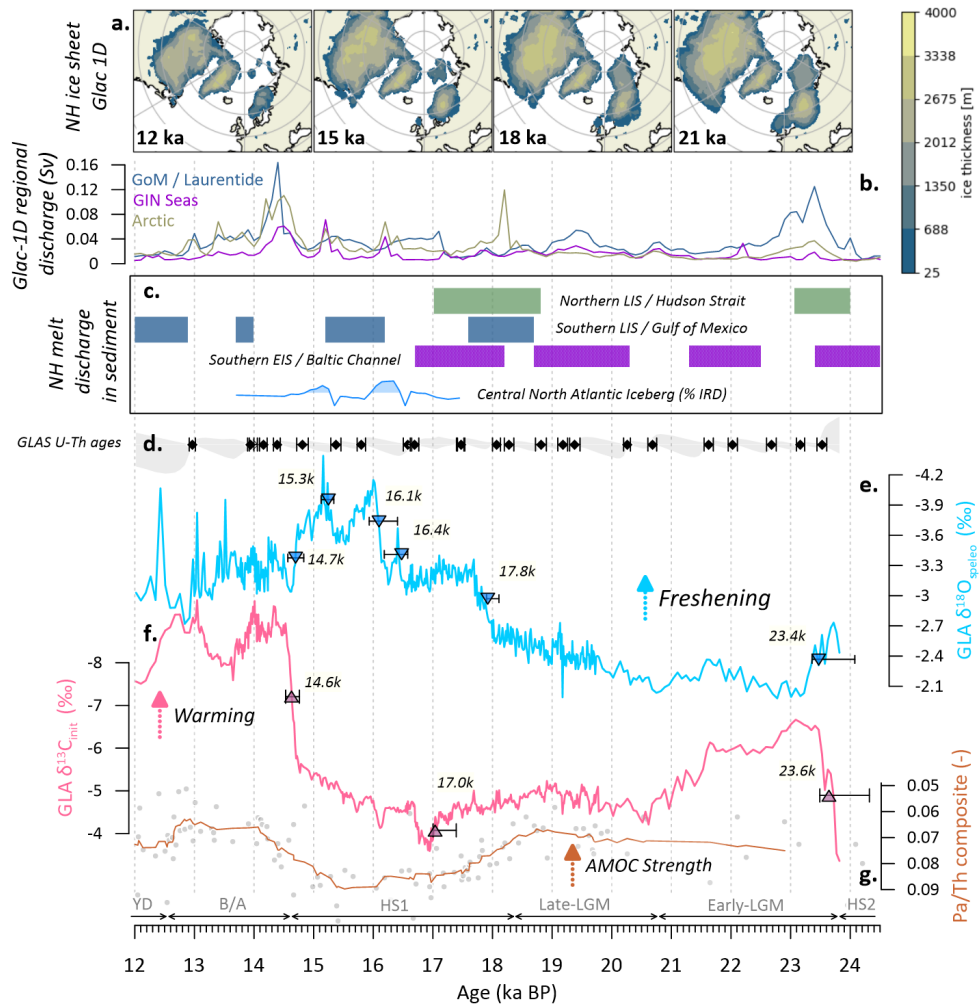 a.
NH ice sheet
Glac 1D
12 ka
15 ka
18 ka
21 ka
4000
3338
2675
2012
1350
688
25
ice thickness [m]
b.
Glac-1D regional
discharge (Sv)
0.16
0.12
0.08
0.04
0
GoM / Laurentide
GIN Seas
Arctic
c.
NH melt
discharge
in sediment
Northern LIS / Hudson Strait
Southern LIS / Gulf of Mexico
Southern EIS / Baltic Channel
Central North Atlantic Iceberg (% IRD)
GLAS U-Th ages
d.
e.
-4.2
-3.9
-3.6
-3.3
-3
-2.7
-2.4
-2.1
GLA δ¹⁸Ospeleo (‰)
15.3k
16.1k
16.4k
14.7k
17.8k
23.4k
Freshening
f.
-8
-7
-6
-5
-4
GLA δ¹³Cinit (‰)
14.6k
Warming
17.0k
23.6k
g.
0.05
0.06
0.07
0.08
0.09
Pa/Th composite (-)
AMOC Strength
YD
B/A
HS1
Late-LGM
Early-LGM
HS2
12
13
14
15
16
17
18
19
20
21
22
23
24
Age (ka BP)